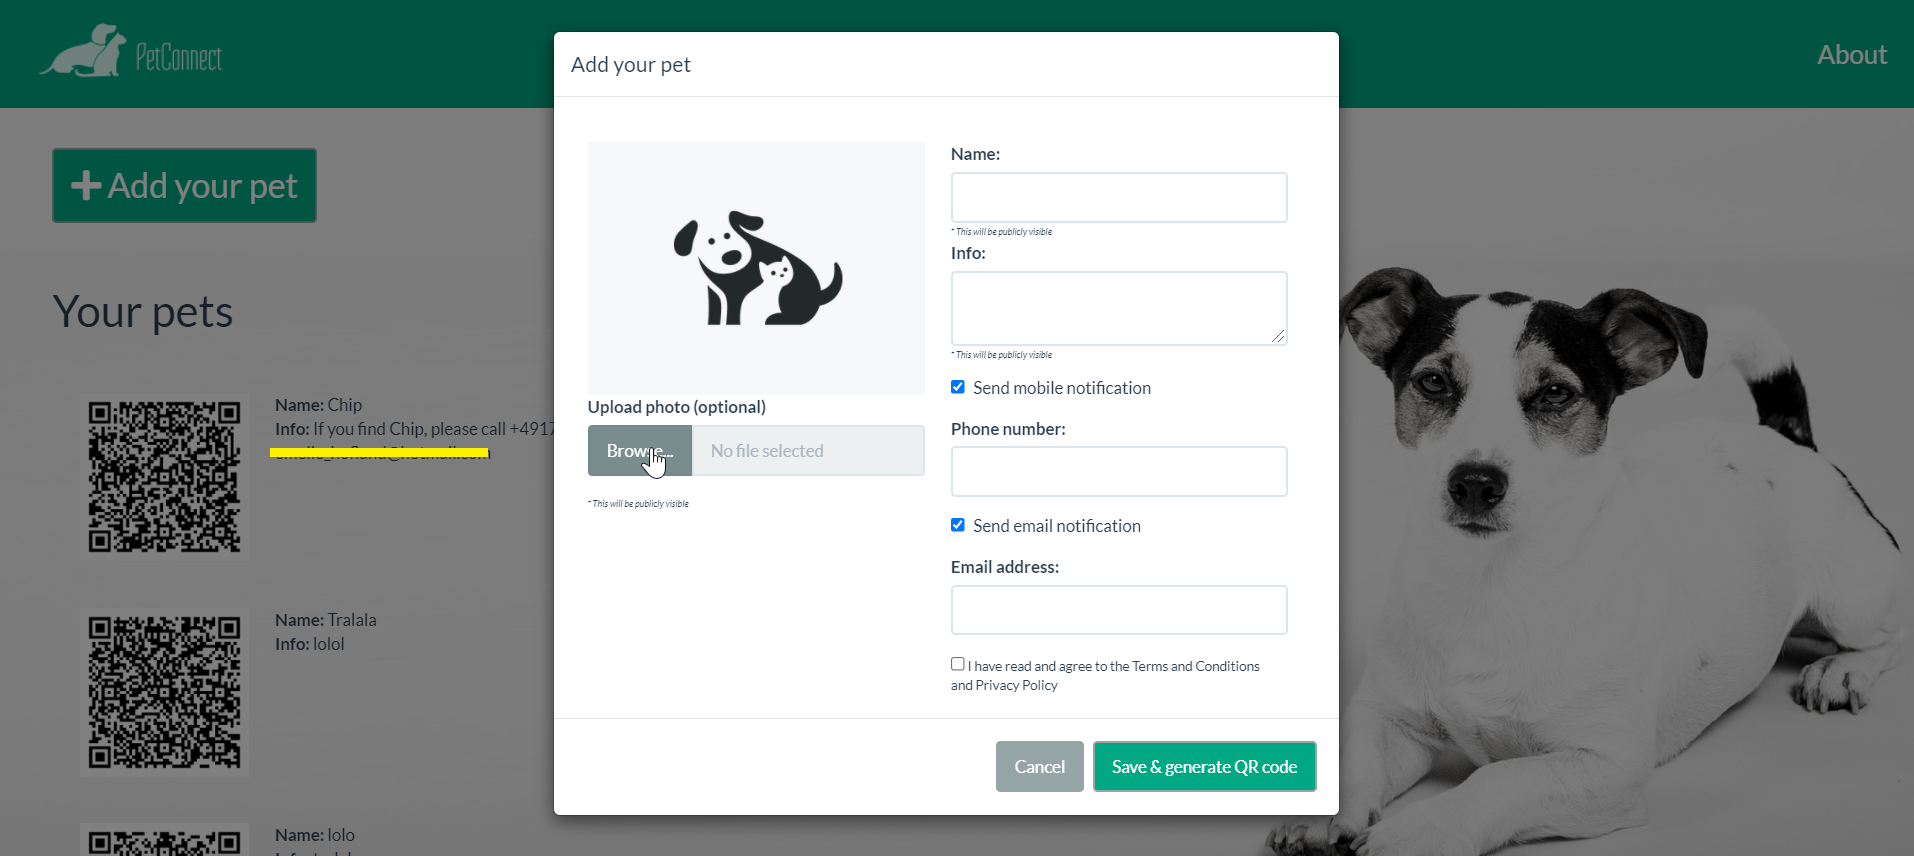 PetConnect
About
Add your pet
Add your pet
Your pets
Name: Chip
Info: If you find Chip, please call +4917
Name: Tralala
Info: lolol
Name: lolo
Name:
* This will be publicly visible
Info:
* This will be publicly visible
Upload photo (optional)
Browse... No file selected
* This will be publicly visible
Send mobile notification
Phone number:
Send email notification
Email address:
I have read and agree to the Terms and Conditions
and Privacy Policy
Cancel
Save & generate QR code